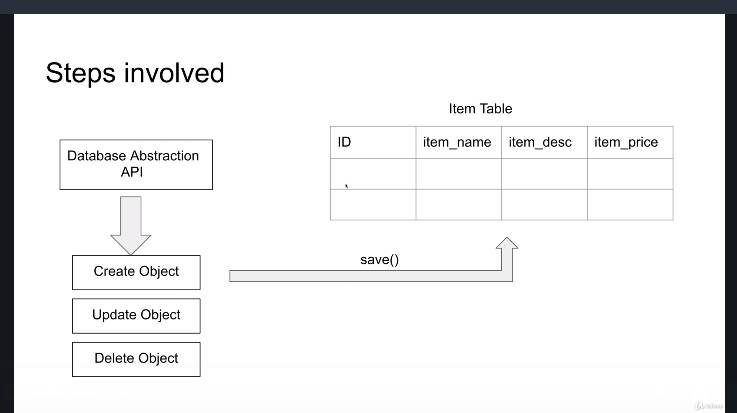 Steps involved
Item Table
Database Abstraction
API
ID item_name item_desc item_price
save()
Create Object
Update Object
Delete Object